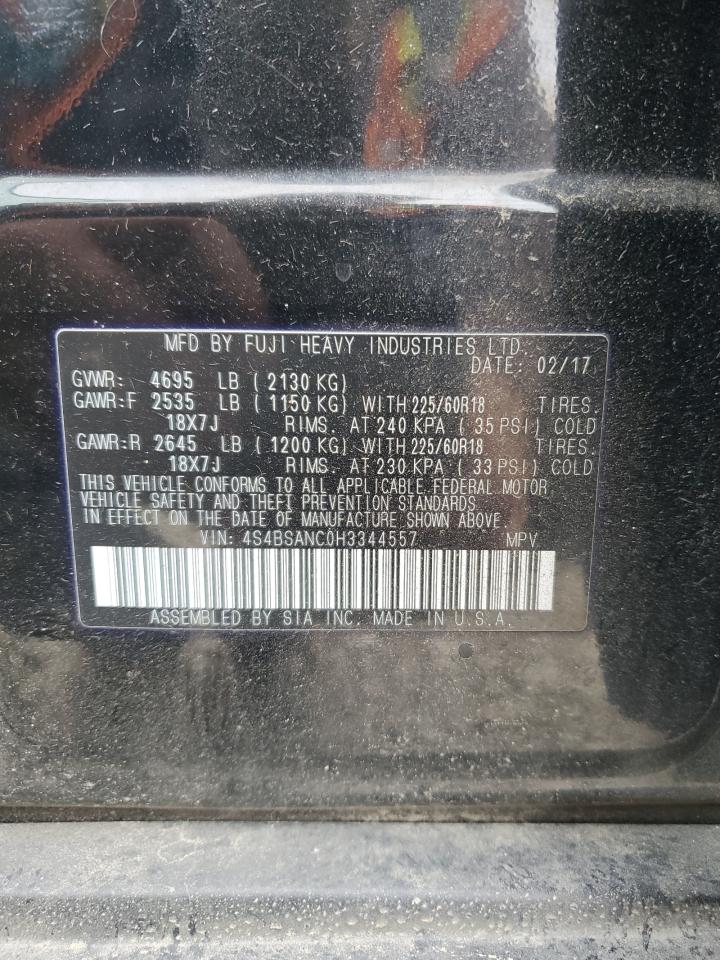 MFD BY FUJI HEAVY INDUSTRIES LTD.
DATE: 02/17
GVWR: 4695 LB ( 2130 KG)
GAWR:F 2535 LB ( 1150 KG) WITH 225/60R18 TIRES.
18X7J RIMS. AT 240 KPA ( 35 PSI) COLD
GAWR:R 2645 LB ( 1200 KG) WITH 225/60R18 TIRES.
18X7J RIMS. AT 230 KPA ( 33 PSI) COLD
THIS VEHICLE CONFORMS TO ALL APPLICABLE FEDERAL MOTOR
VEHICLE SAFETY AND THEFT PREVENTION STANDARDS
IN EFFECT ON THE DATE OF MANUFACTURE SHOWN ABOVE.
VIN: 4S4BSANC0H3344557 MPV
ASSEMBLED BY SIA INC. MADE IN U.S.A.